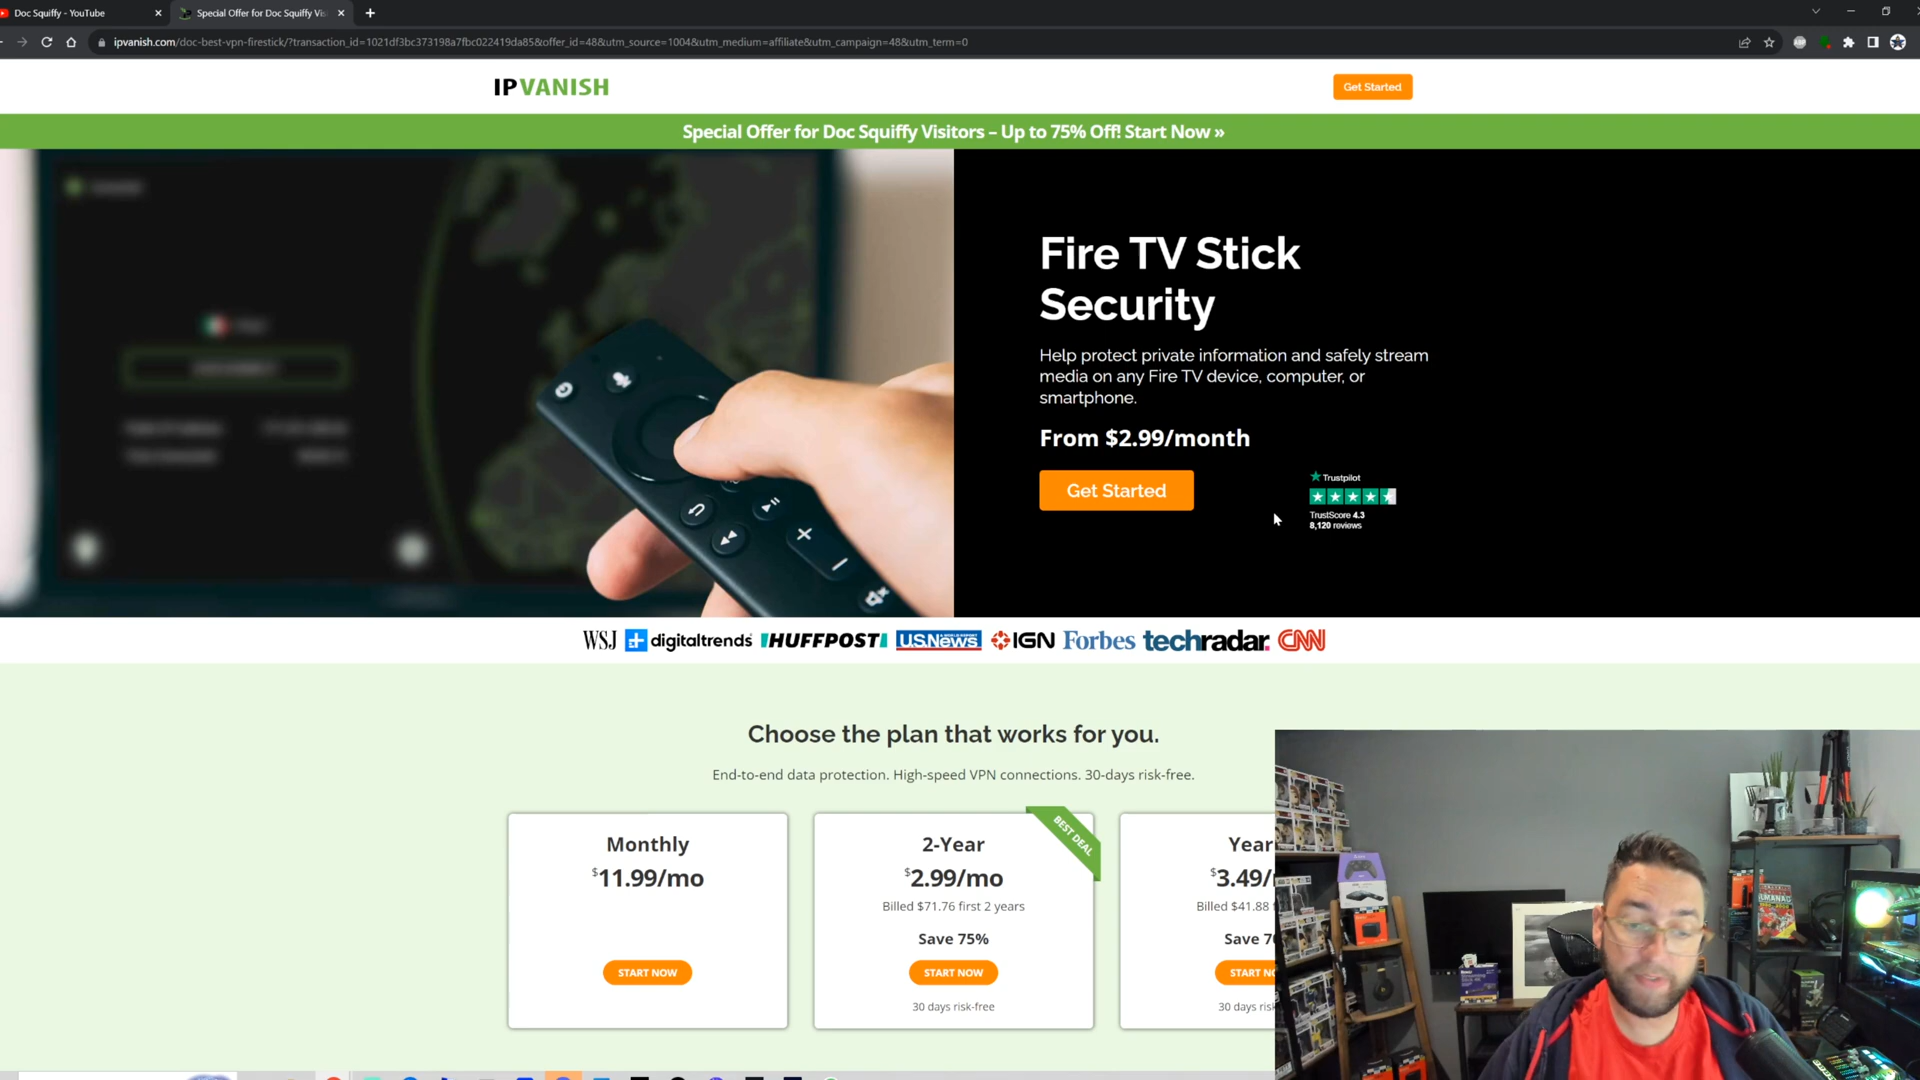 Doc Squiffy - YouTube
Special Offer for Doc Squiffy Vis
ipvanish.com/doc-best-vpn-firestick/?transaction_id=1021df3bc373198a7fbc022419da85&offer_id=48&utm_source=1004&utm_medium=affiliate&utm_campaign=48&utm_term=0
IPVANISH
Get Started
Special Offer for Doc Squiffy Visitors – Up to 75% Off! Start Now »
Fire TV Stick
Security
Help protect private information and safely stream
media on any Fire TV device, computer, or
smartphone.
From $2.99/month
Get Started
Trustpilot
TrustScore 4.3
8,120 reviews
WSJ digitaltrends HUFFPOST U.S.News IGN Forbes techradar. CNN
Choose the plan that works for you.
End-to-end data protection. High-speed VPN connections. 30-days risk-free.
Monthly
$11.99/mo
START NOW
BEST DEAL
2-Year
$2.99/mo
Billed $71.76 first 2 years
Save 75%
START NOW
30 days risk-free
Year
$3.49/
Billed $41.88
Save 7
START NO
30 days risk
ALMANAC